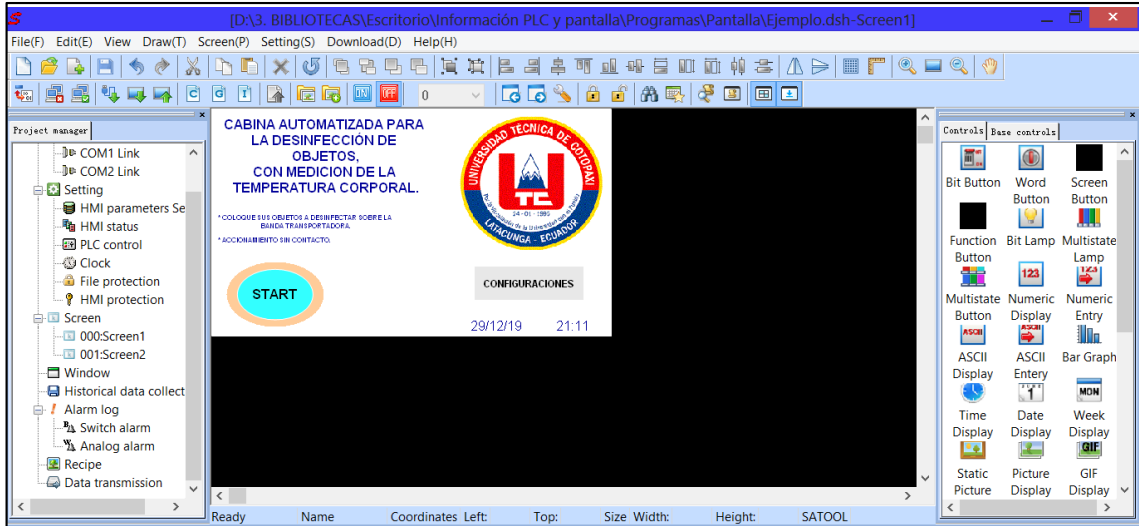 [D:\3. BIBLIOTECAS\Escritorio\Información PLC y pantalla\Programas\Pantalla\Ejemplo.dsh-Screen1]
File(F) Edit(E) View Draw(T) Screen(P) Setting(S) Download(D) Help(H)
0
Project manager
COM1 Link
COM2 Link
Setting
HMI parameters Se
HMI status
PLC control
Clock
File protection
HMI protection
Screen
000:Screen1
001:Screen2
Window
Historical data collect
Alarm log
Switch alarm
Analog alarm
Recipe
Data transmission
CABINA AUTOMATIZADA PARA
LA DESINFECCIÓN DE
OBJETOS,
CON MEDICION DE LA
TEMPERATURA CORPORAL.
*COLOQUE SUS OBJETOS A DESINFECTAR SOBRE LA
BANDA TRANSPORTADORA.
* ACCIONAMIENTO SIN CONTACTO.
START
UNIVERSIDAD TECNICA DE COTOPAXI
UTC
24-01-1995
LATACUNGA - ECUADOR
CONFIGURACIONES
29/12/19 21:11
Controls Base controls
Bit Button
Word
Button
Screen
Button
Function
Button
Bit Lamp
Multistate
Lamp
Multistate
Button
123
Numeric
Display
123
Numeric
Entry
ASCII
ASCII
Display
ASCII
ASCII
Entery
Bar Graph
Time
Display
1
Date
Display
MON
Week
Display
Static
Picture
Picture
Display
GIF
GIF
Display
Ready Name Coordinates Left: Top: Size Width: Height: SATOOL